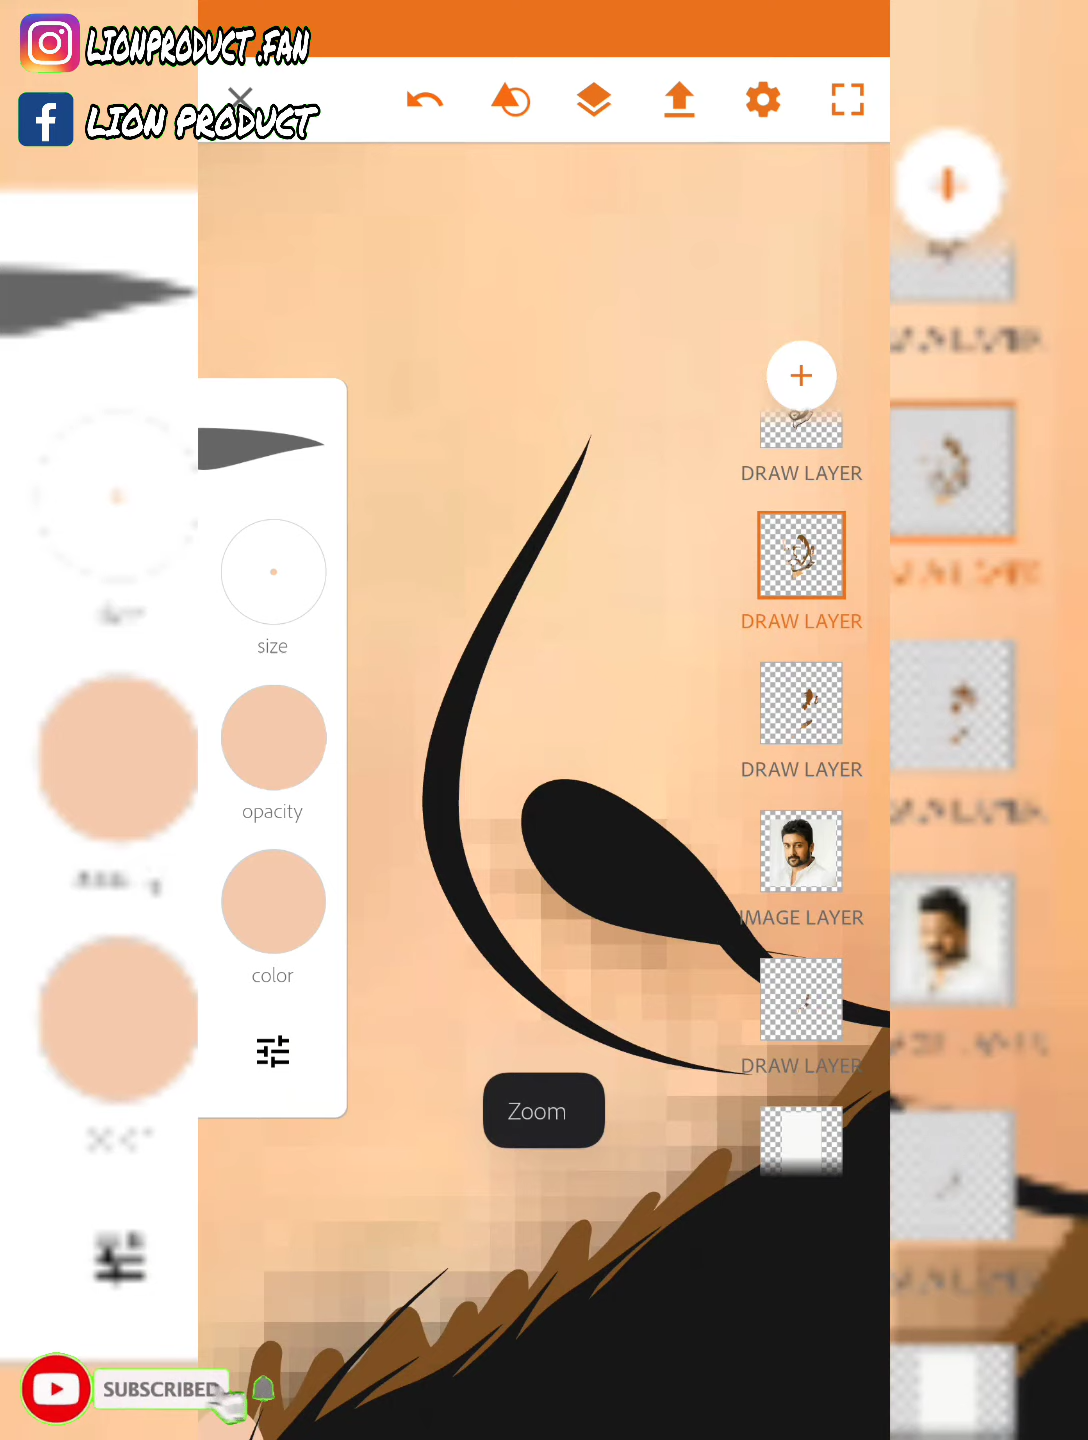 LIONPRODUCT.FAN
LION PRODUCT
DRAW LAYER
size
DRAW LAYER
opacity
DRAW LAYER
IMAGE LAYER
color
DRAW LAYER
Zoom
SUBSCRIBED